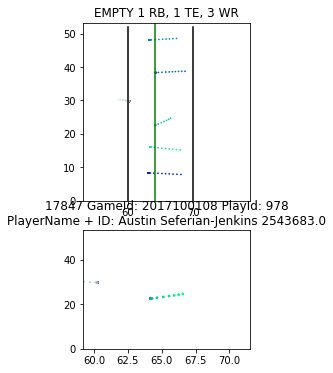 EMPTY 1 RB, 1 TE, 3 WR
50
40
30
20
10
0
60
70
17847 GameId: 2017100108 PlayId: 978
PlayerName + ID: Austin Seferian-Jenkins 2543683.0
40
20
0
60.0 62.5 65.0 67.5 70.0